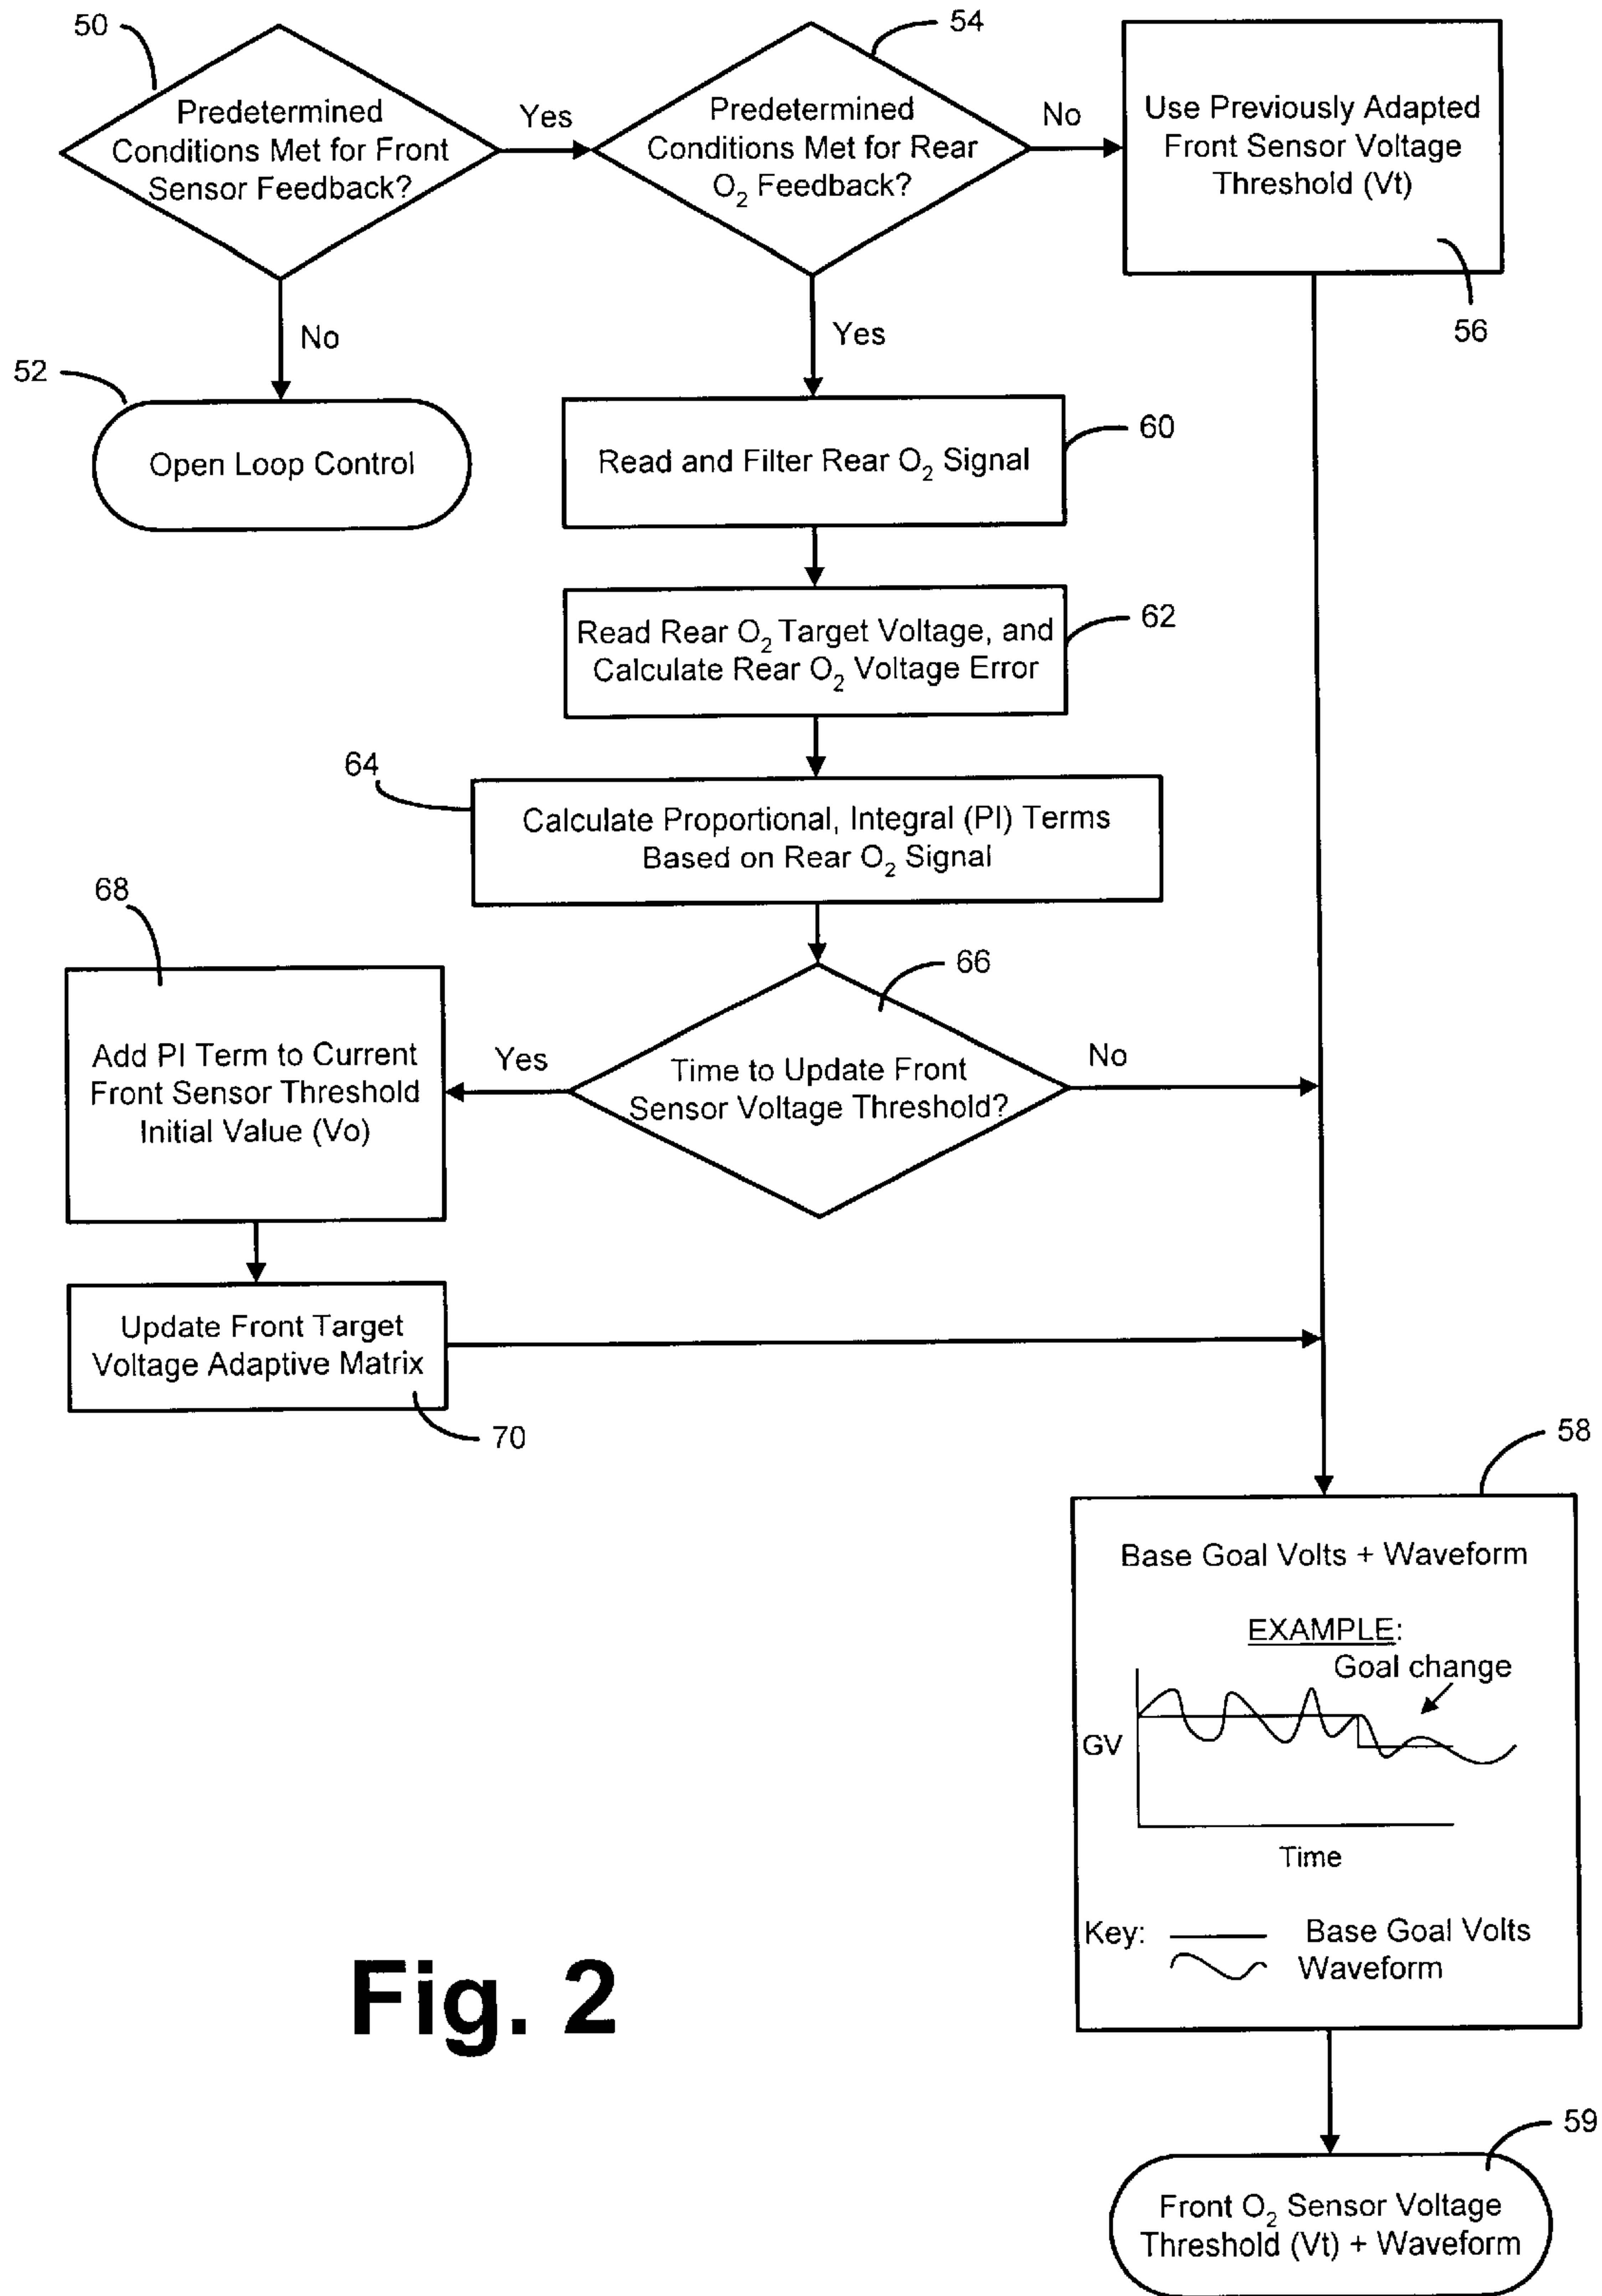 50
Predetermined
Conditions Met for Front
Sensor Feedback?
Yes
No
52
Open Loop Control
54
Predetermined
Conditions Met for Rear
O₂ Feedback?
No
Yes
Use Previously Adapted
Front Sensor Voltage
Threshold (Vt)
56
Read and Filter Rear O₂ Signal
60
Read Rear O₂ Target Voltage, and
Calculate Rear O₂ Voltage Error
62
64
Calculate Proportional, Integral (PI) Terms
Based on Rear O₂ Signal
66
Time to Update Front
Sensor Voltage Threshold?
Yes
No
68
Add PI Term to Current
Front Sensor Threshold
Initial Value (Vo)
Update Front Target
Voltage Adaptive Matrix
70
58
Base Goal Volts + Waveform
EXAMPLE:
Goal change
GV
Time
Key:
Base Goal Volts
Waveform
59
Front O₂ Sensor Voltage
Threshold (Vt) + Waveform
Fig. 2